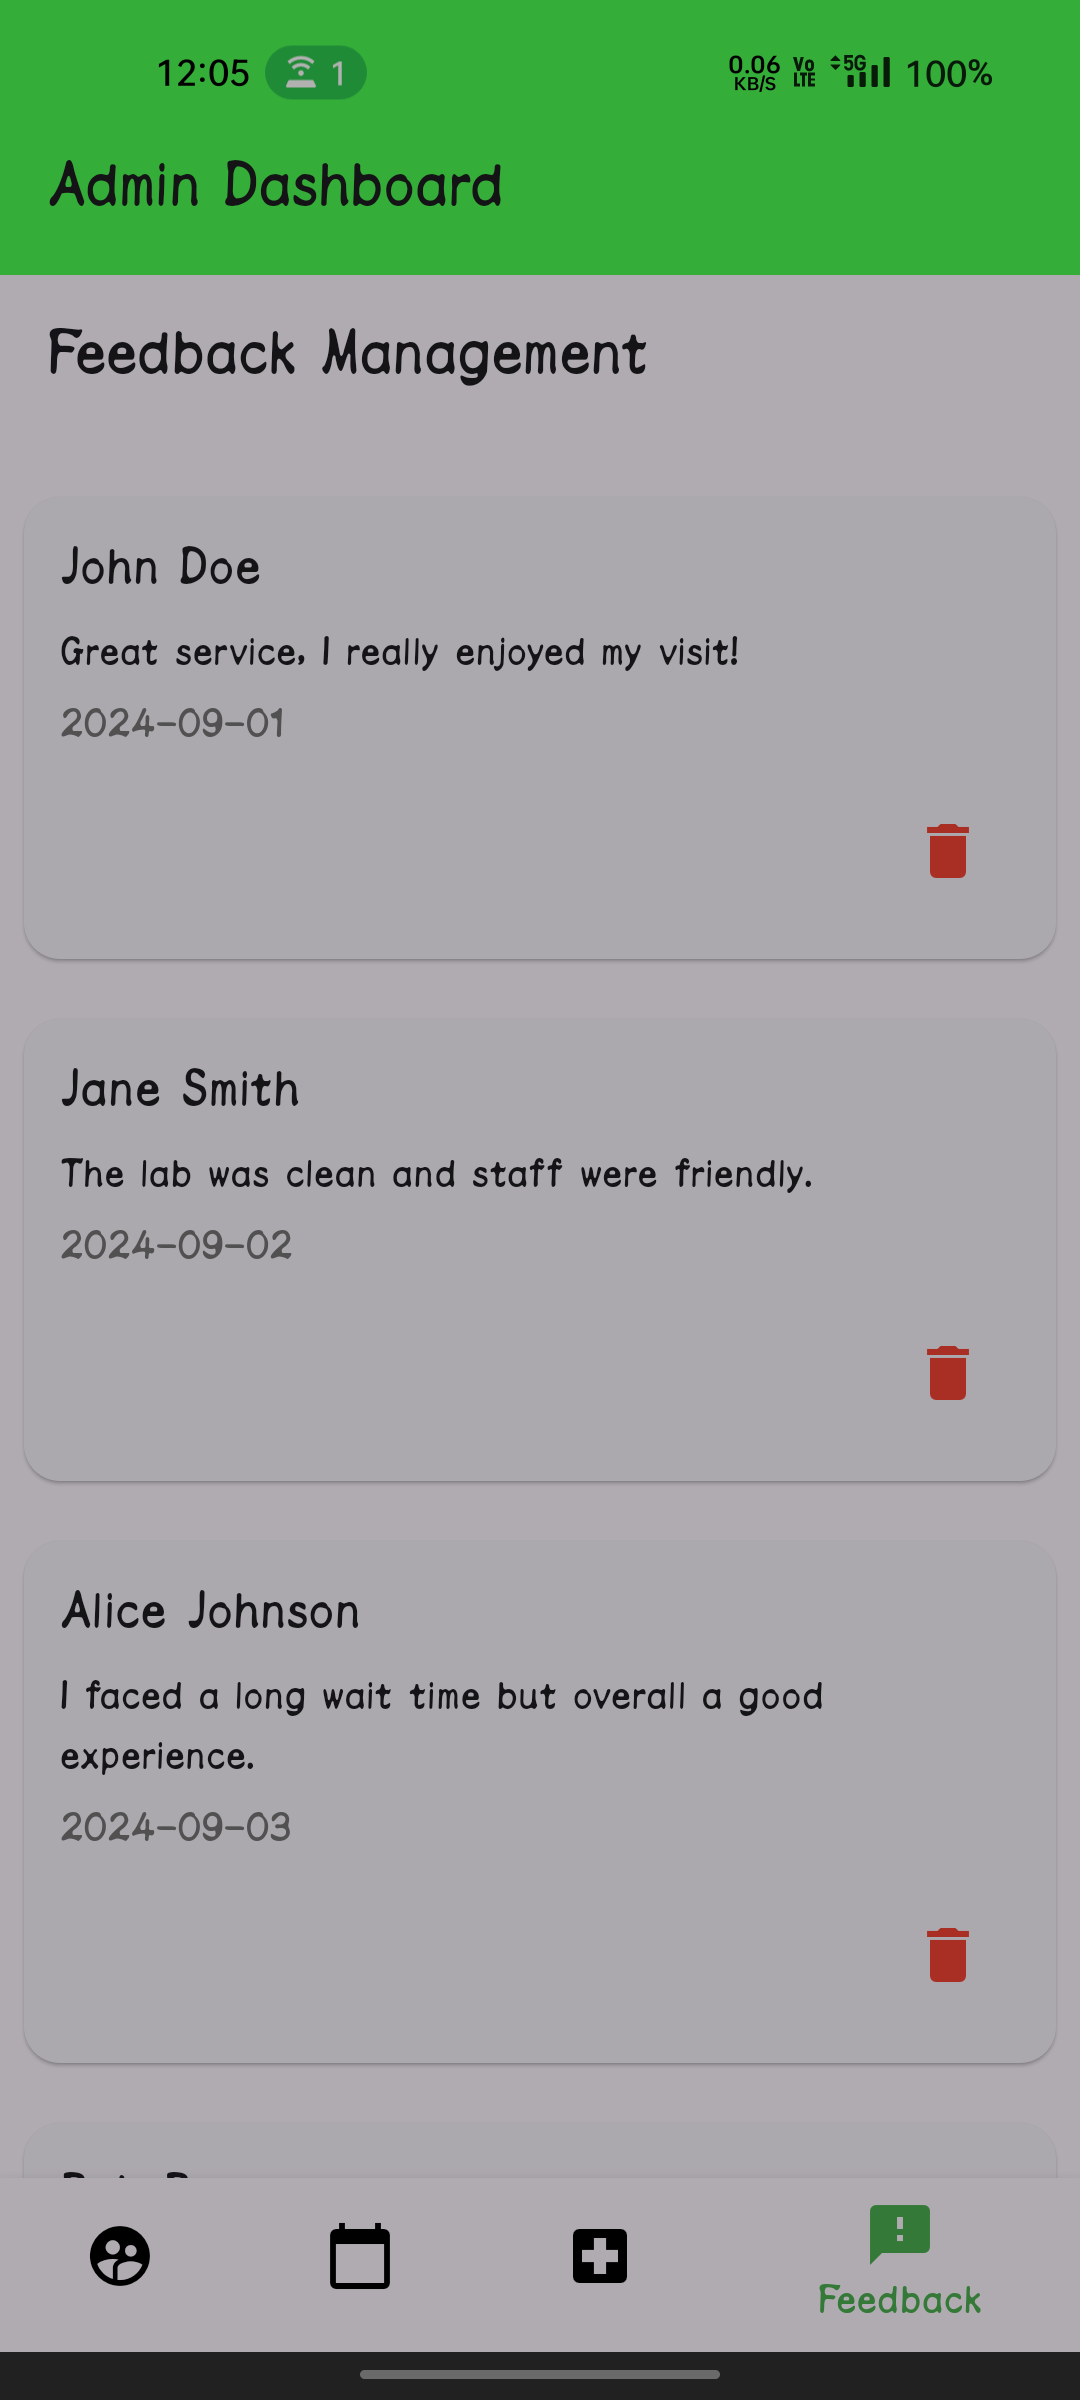 12:05 1 0.06 KB/S Vo LTE 5G 100%
Admin Dashboard
Feedback Management
John Doe
Great service, I really enjoyed my visit!
2024-09-01
Jane Smith
The lab was clean and staff were friendly.
2024-09-02
Alice Johnson
I faced a long wait time but overall a good
experience.
2024-09-03
Feedback